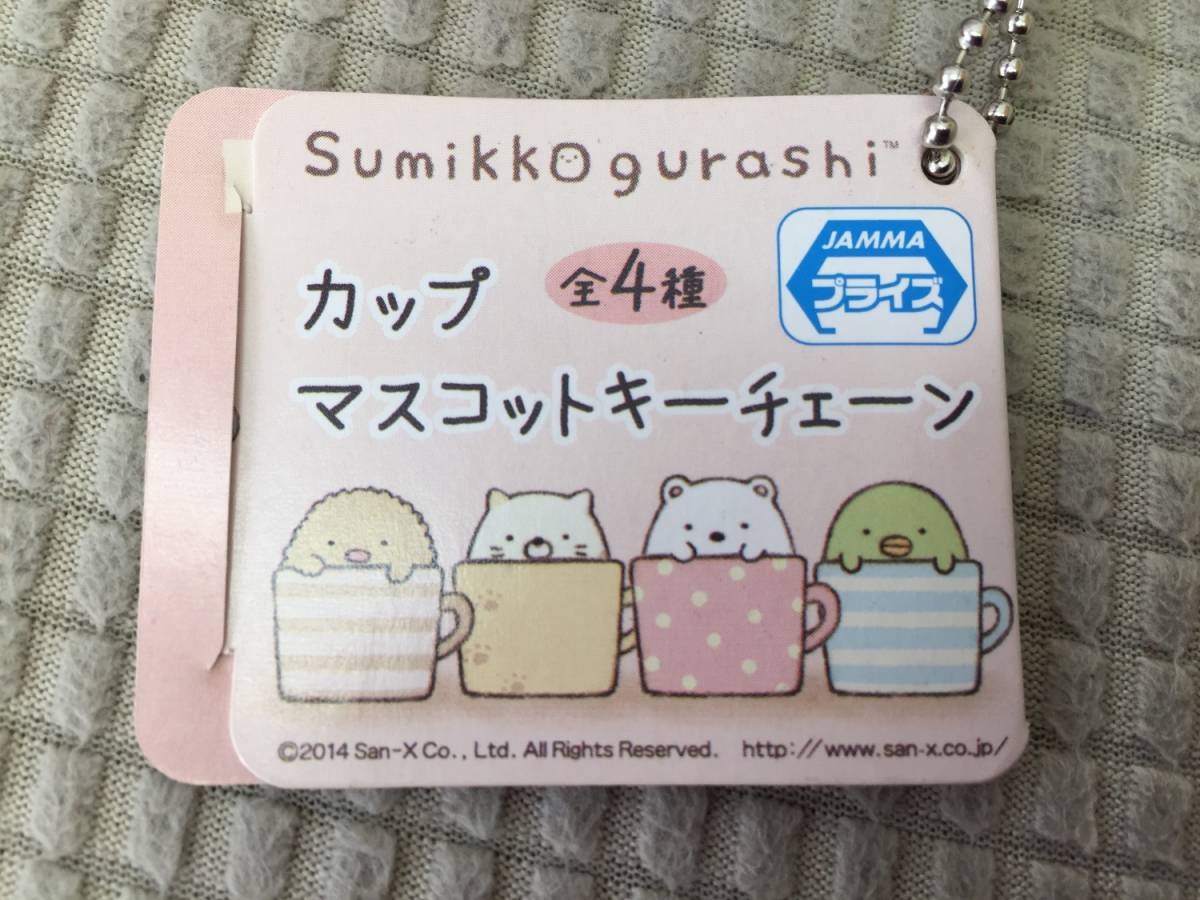 Sumikkogurashi™
カップ 全4種
JAMMA
プライズ
マスコットキーチェーン
©2014 San-X Co., Ltd. All Rights Reserved. http://www.san-x.co.jp/